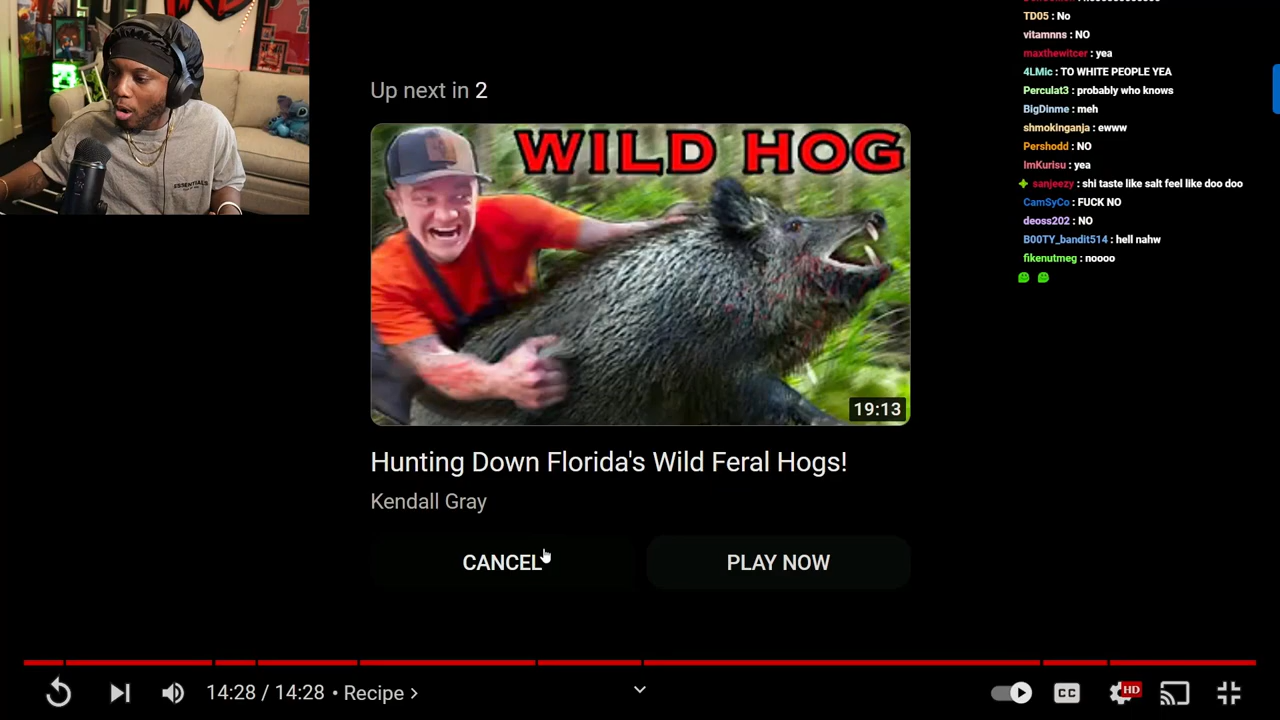 TD05 : No
vitamnns : NO
maxthewitcer : yea
4LMic : TO WHITE PEOPLE YEA
Perculat3 : probably who knows
BigDinme : meh
shmokinganja : ewww
Pershodd : NO
ImKurisu : yea
sanjeezy : shi taste like salt feel like doo doo
CamSyCo : FUCK NO
deoss202 : NO
B00TY_bandit514 : hell nahw
fikenutmeg : noooo
Up next in 2
WILD HOG
19:13
Hunting Down Florida's Wild Feral Hogs!
Kendall Gray
CANCEL
PLAY NOW
ESSENTIALS
14:28 / 14:28 • Recipe >
CC
HD